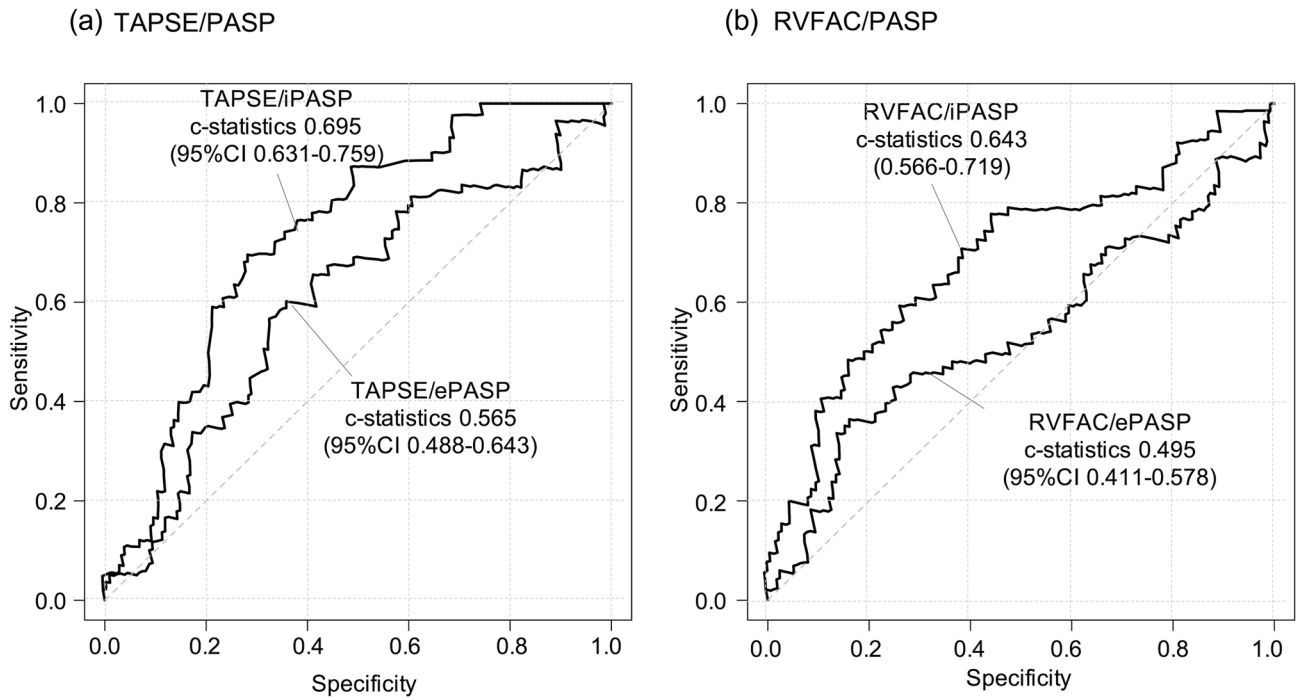 (a) TAPSE/PASP
TAPSE/iPASP
c-statistics 0.695
(95%CI 0.631-0.759)
TAPSE/ePASP
c-statistics 0.565
(95%CI 0.488-0.643)
Sensitivity
1.0
0.8
0.6
0.4
0.2
0.0
0.0 0.2 0.4 0.6 0.8 1.0
Specificity
(b) RVFAC/PASP
RVFAC/iPASP
c-statistics 0.643
(0.566-0.719)
RVFAC/ePASP
c-statistics 0.495
(95%CI 0.411-0.578)
Sensitivity
1.0
0.8
0.6
0.4
0.2
0.0
0.0 0.2 0.4 0.6 0.8 1.0
Specificity